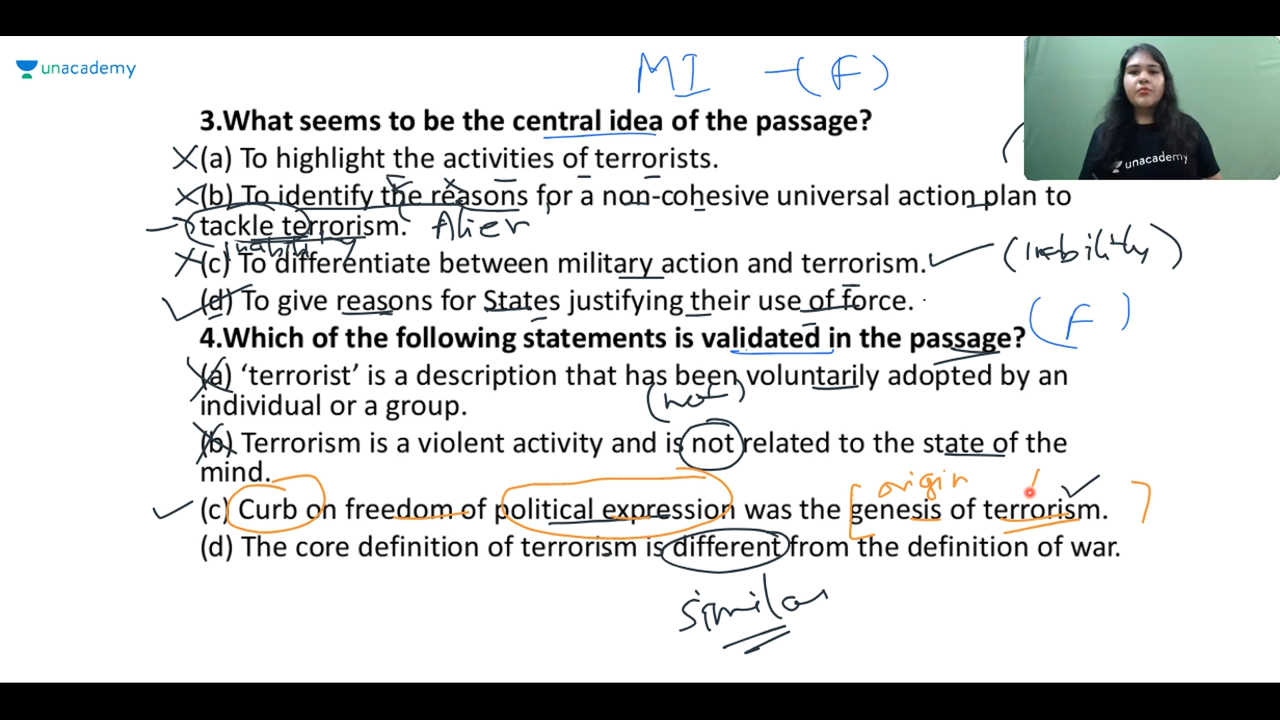 unacademy
MI -(F)
3.What seems to be the central idea of the passage?
(a) To highlight the activities of terrorists.
unacademy
(b) To identify the reasons for a non-cohesive universal action plan to
tackle terrorism. Alier
inability
(c) To differentiate between military action and terrorism. (Inability)
(d) To give reasons for States justifying their use of force.
4.Which of the following statements is validated in the passage? (F)
(a) ‘terrorist’ is a description that has been voluntarily adopted by an
individual or a group. (not)
(b) Terrorism is a violent activity and is not related to the state of the
mind.
origin
(c) Curb on freedom of political expression was the genesis of terrorism.
(d) The core definition of terrorism is different from the definition of war.
similar